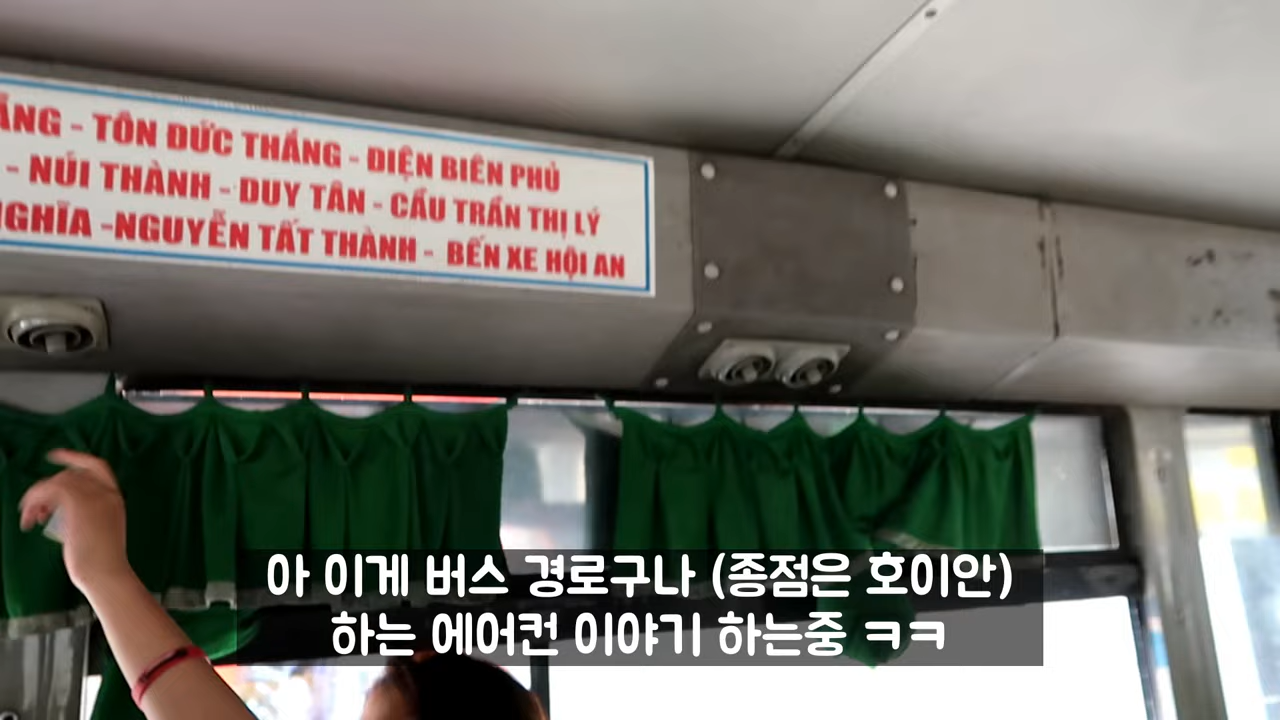 - TÔN ĐỨC THẮNG - ĐIỆN BIÊN PHỦ
- NÚI THÀNH - DUY TÂN - CẦU TRẦN THỊ LÝ
NGHĨA -NGUYỄN TẤT THÀNH - BẾN XE HỘI AN
아 이게 버스 경로구나 (종점은 호이안)
하는 에어컨 이야기 하는중 ㅋㅋ